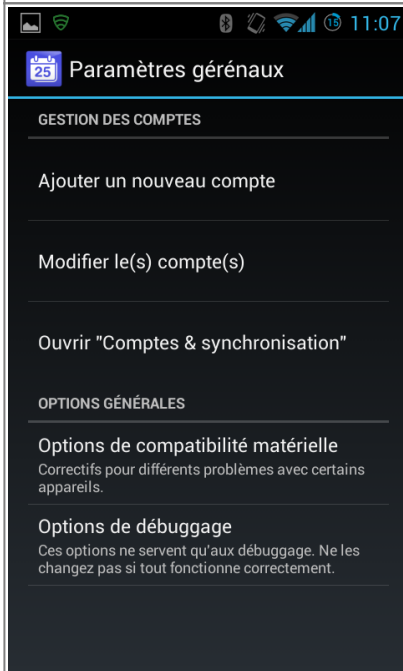 15 11:07
25 Paramètres gérénaux
GESTION DES COMPTES
Ajouter un nouveau compte
Modifier le(s) compte(s)
Ouvrir "Comptes & synchronisation"
OPTIONS GÉNÉRALES
Options de compatibilité matérielle
Correctifs pour différents problèmes avec certains
appareils.
Options de débuggage
Ces options ne servent qu'aux débuggage. Ne les
changez pas si tout fonctionne correctement.